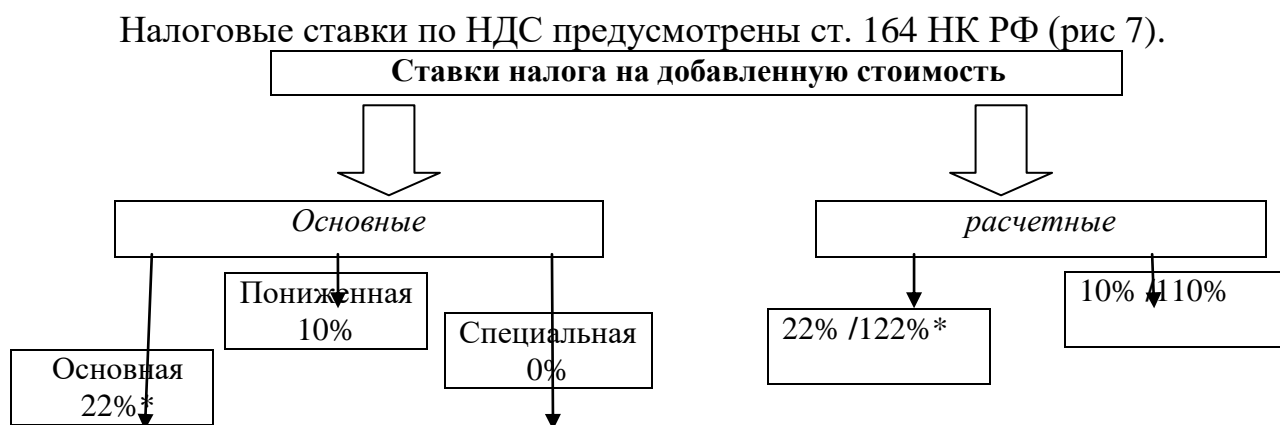 Налоговые ставки по НДС предусмотрены ст. 164 НК РФ (рис 7).
Ставки налога на добавленную стоимость
Основные
расчетные
Пониженная
10%
Специальная
0%
Основная
22%*
22% /122%*
10% /110%